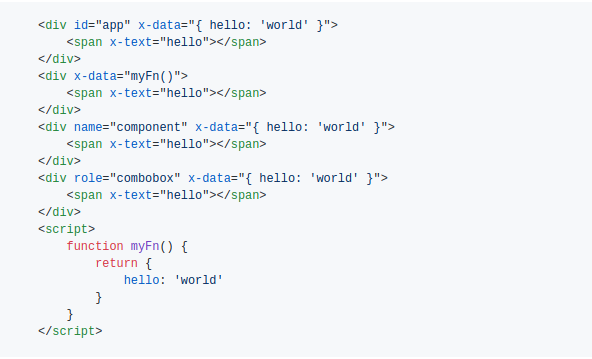 <div id="app" x-data="{ hello: 'world' }">
    <span x-text="hello"></span>
</div>
<div x-data="myFn()">
    <span x-text="hello"></span>
</div>
<div name="component" x-data="{ hello: 'world' }">
    <span x-text="hello"></span>
</div>
<div role="combobox" x-data="{ hello: 'world' }">
    <span x-text="hello"></span>
</div>
<script>
    function myFn() {
        return {
            hello: 'world'
        }
    }
</script>